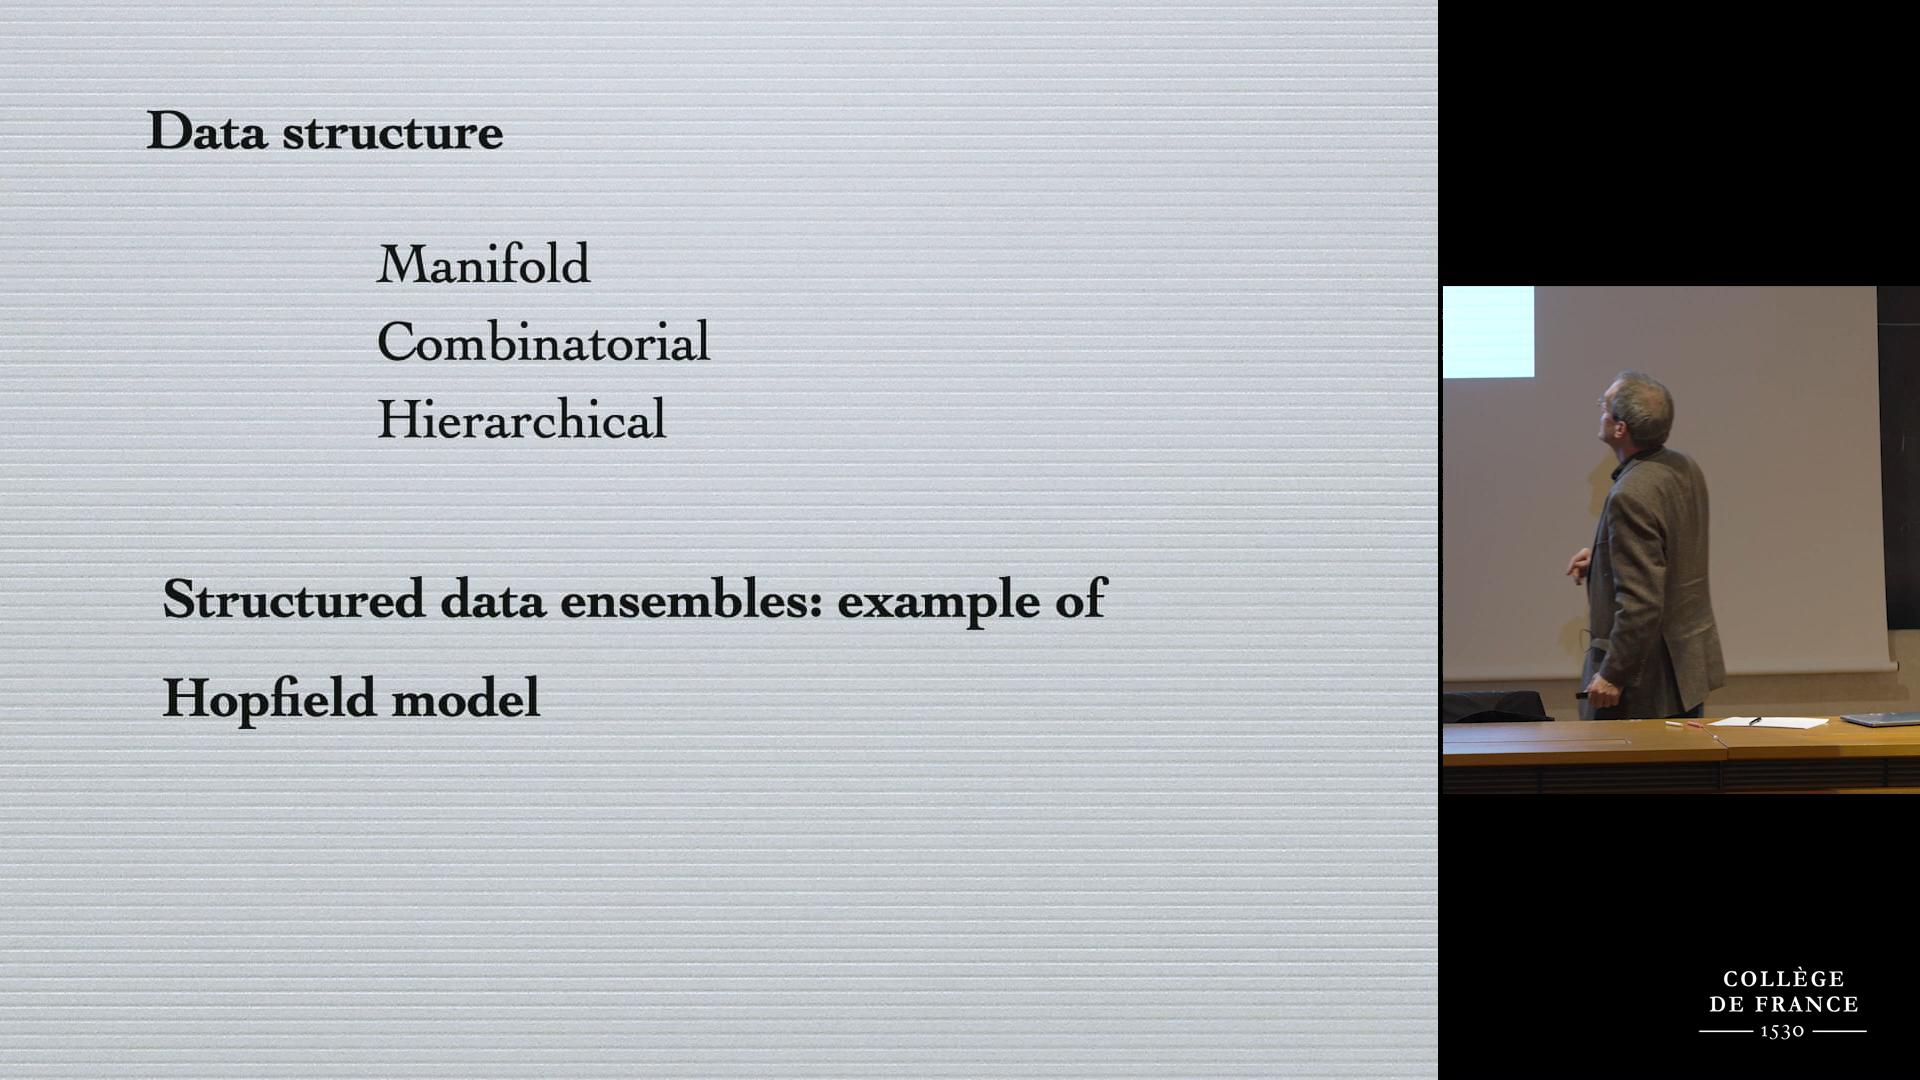 Data structure
Manifold
Combinatorial
Hierarchical
Structured data ensembles: example of
Hopfield model
COLLÈGE
DE FRANCE
1530